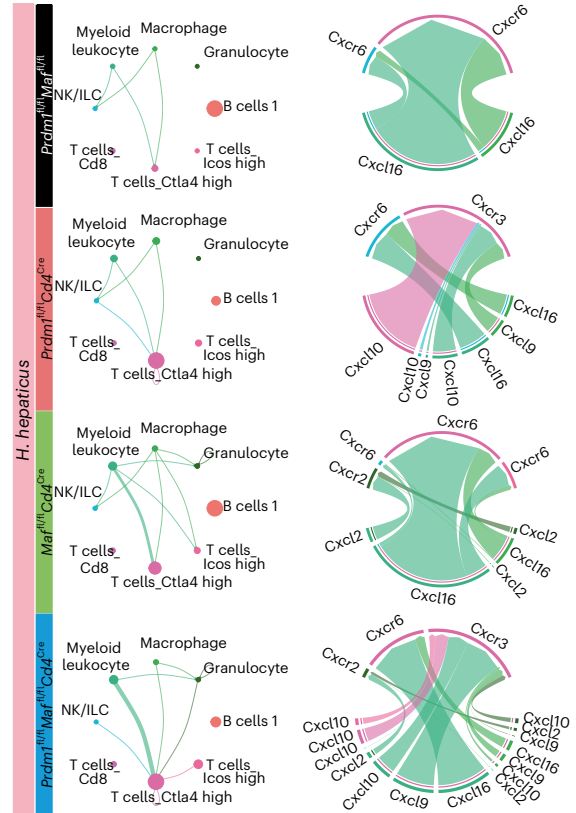 H. hepaticus
Prdm1fl/flMaffl/fl
Myeloid
leukocyte
Macrophage
Granulocyte
NK/ILC
B cells 1
T cells_
Cd8
T cells_
Icos high
T cells_Ctla4 high
Cxcr6
Cxcr6
Cxcl16
Cxcl16
Prdm1fl/flCd4Cre
Myeloid
leukocyte
Macrophage
Granulocyte
NK/ILC
B cells 1
T cells_
Cd8
T cells_
Icos high
T cells_Ctla4 high
Cxcr6
Cxcr3
Cxcl16
Cxcl9
Cxcl16
Cxcl10
Cxcl9
Cxcl10
Cxcl10
Maffl/flCd4Cre
Myeloid
leukocyte
Macrophage
Granulocyte
NK/ILC
B cells 1
T cells_
Cd8
T cells_
Icos high
T cells_Ctla4 high
Cxcr2
Cxcr6
Cxcr6
Cxcr6
Cxcl2
Cxcl16
Cxcl2
Cxcl16
Cxcl2
Prdm1fl/flMaffl/flCd4Cre
Myeloid
leukocyte
Macrophage
Granulocyte
NK/ILC
B cells 1
T cells_
Cd8
T cells_
Icos high
T cells_Ctla4 high
Cxcr2
Cxcr6
Cxcr3
Cxcl10
Cxcl2
Cxcl9
Cxcl16
Cxcl9
Cxcl10
Cxcl2
Cxcl16
Cxcl9
Cxcl10
Cxcl2
Cxcl10
Cxcl10
Cxcl10